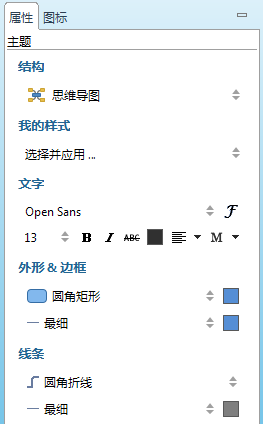 属性 图标
主题
结构
思维导图
我的样式
选择并应用 ...
文字
Open Sans F
13 B I ABC M
外形 & 边框
圆角矩形
最细
线条
圆角折线
最细